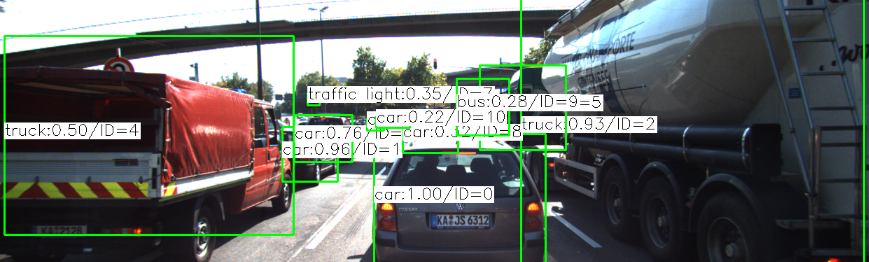 traffic light:0.35/ID=7
bus:0.28/ID=9=5
car:0.22/ID=10
car:0.76/ID=
car:0.32/ID=8
truck:0.93/ID=2
truck:0.50/ID=4
car:0.96/ID=1
car:1.00/ID=0
KA JS 6312